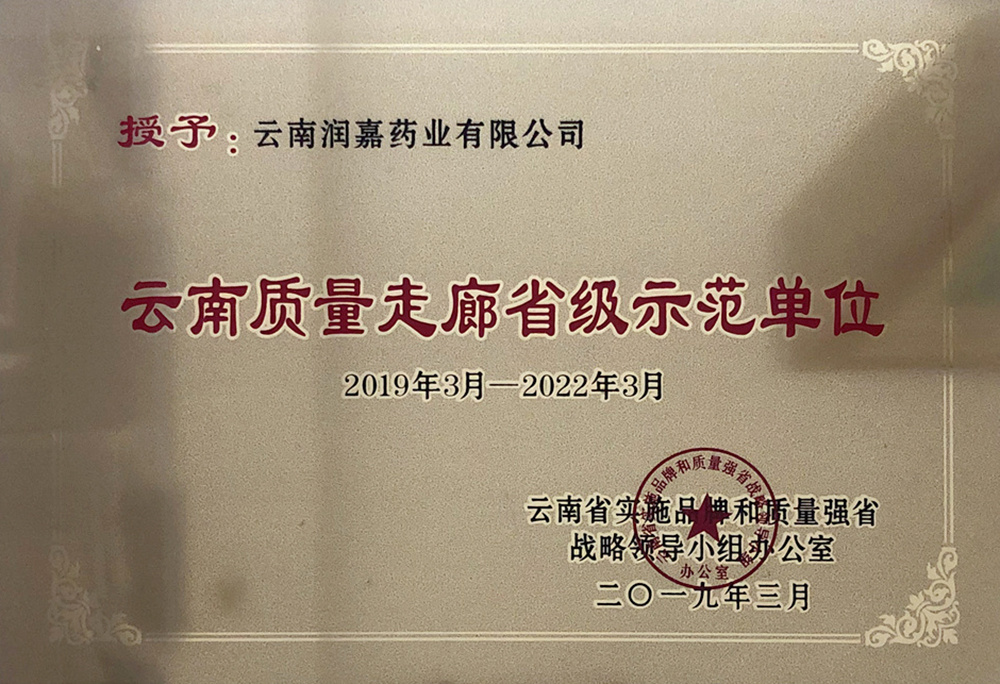 授予：云南润嘉药业有限公司
云南质量走廊省级示范单位
2019年3月—2022年3月
云南省实施品牌和质量强省
战略领导小组办公室
二〇一九年三月
办公室